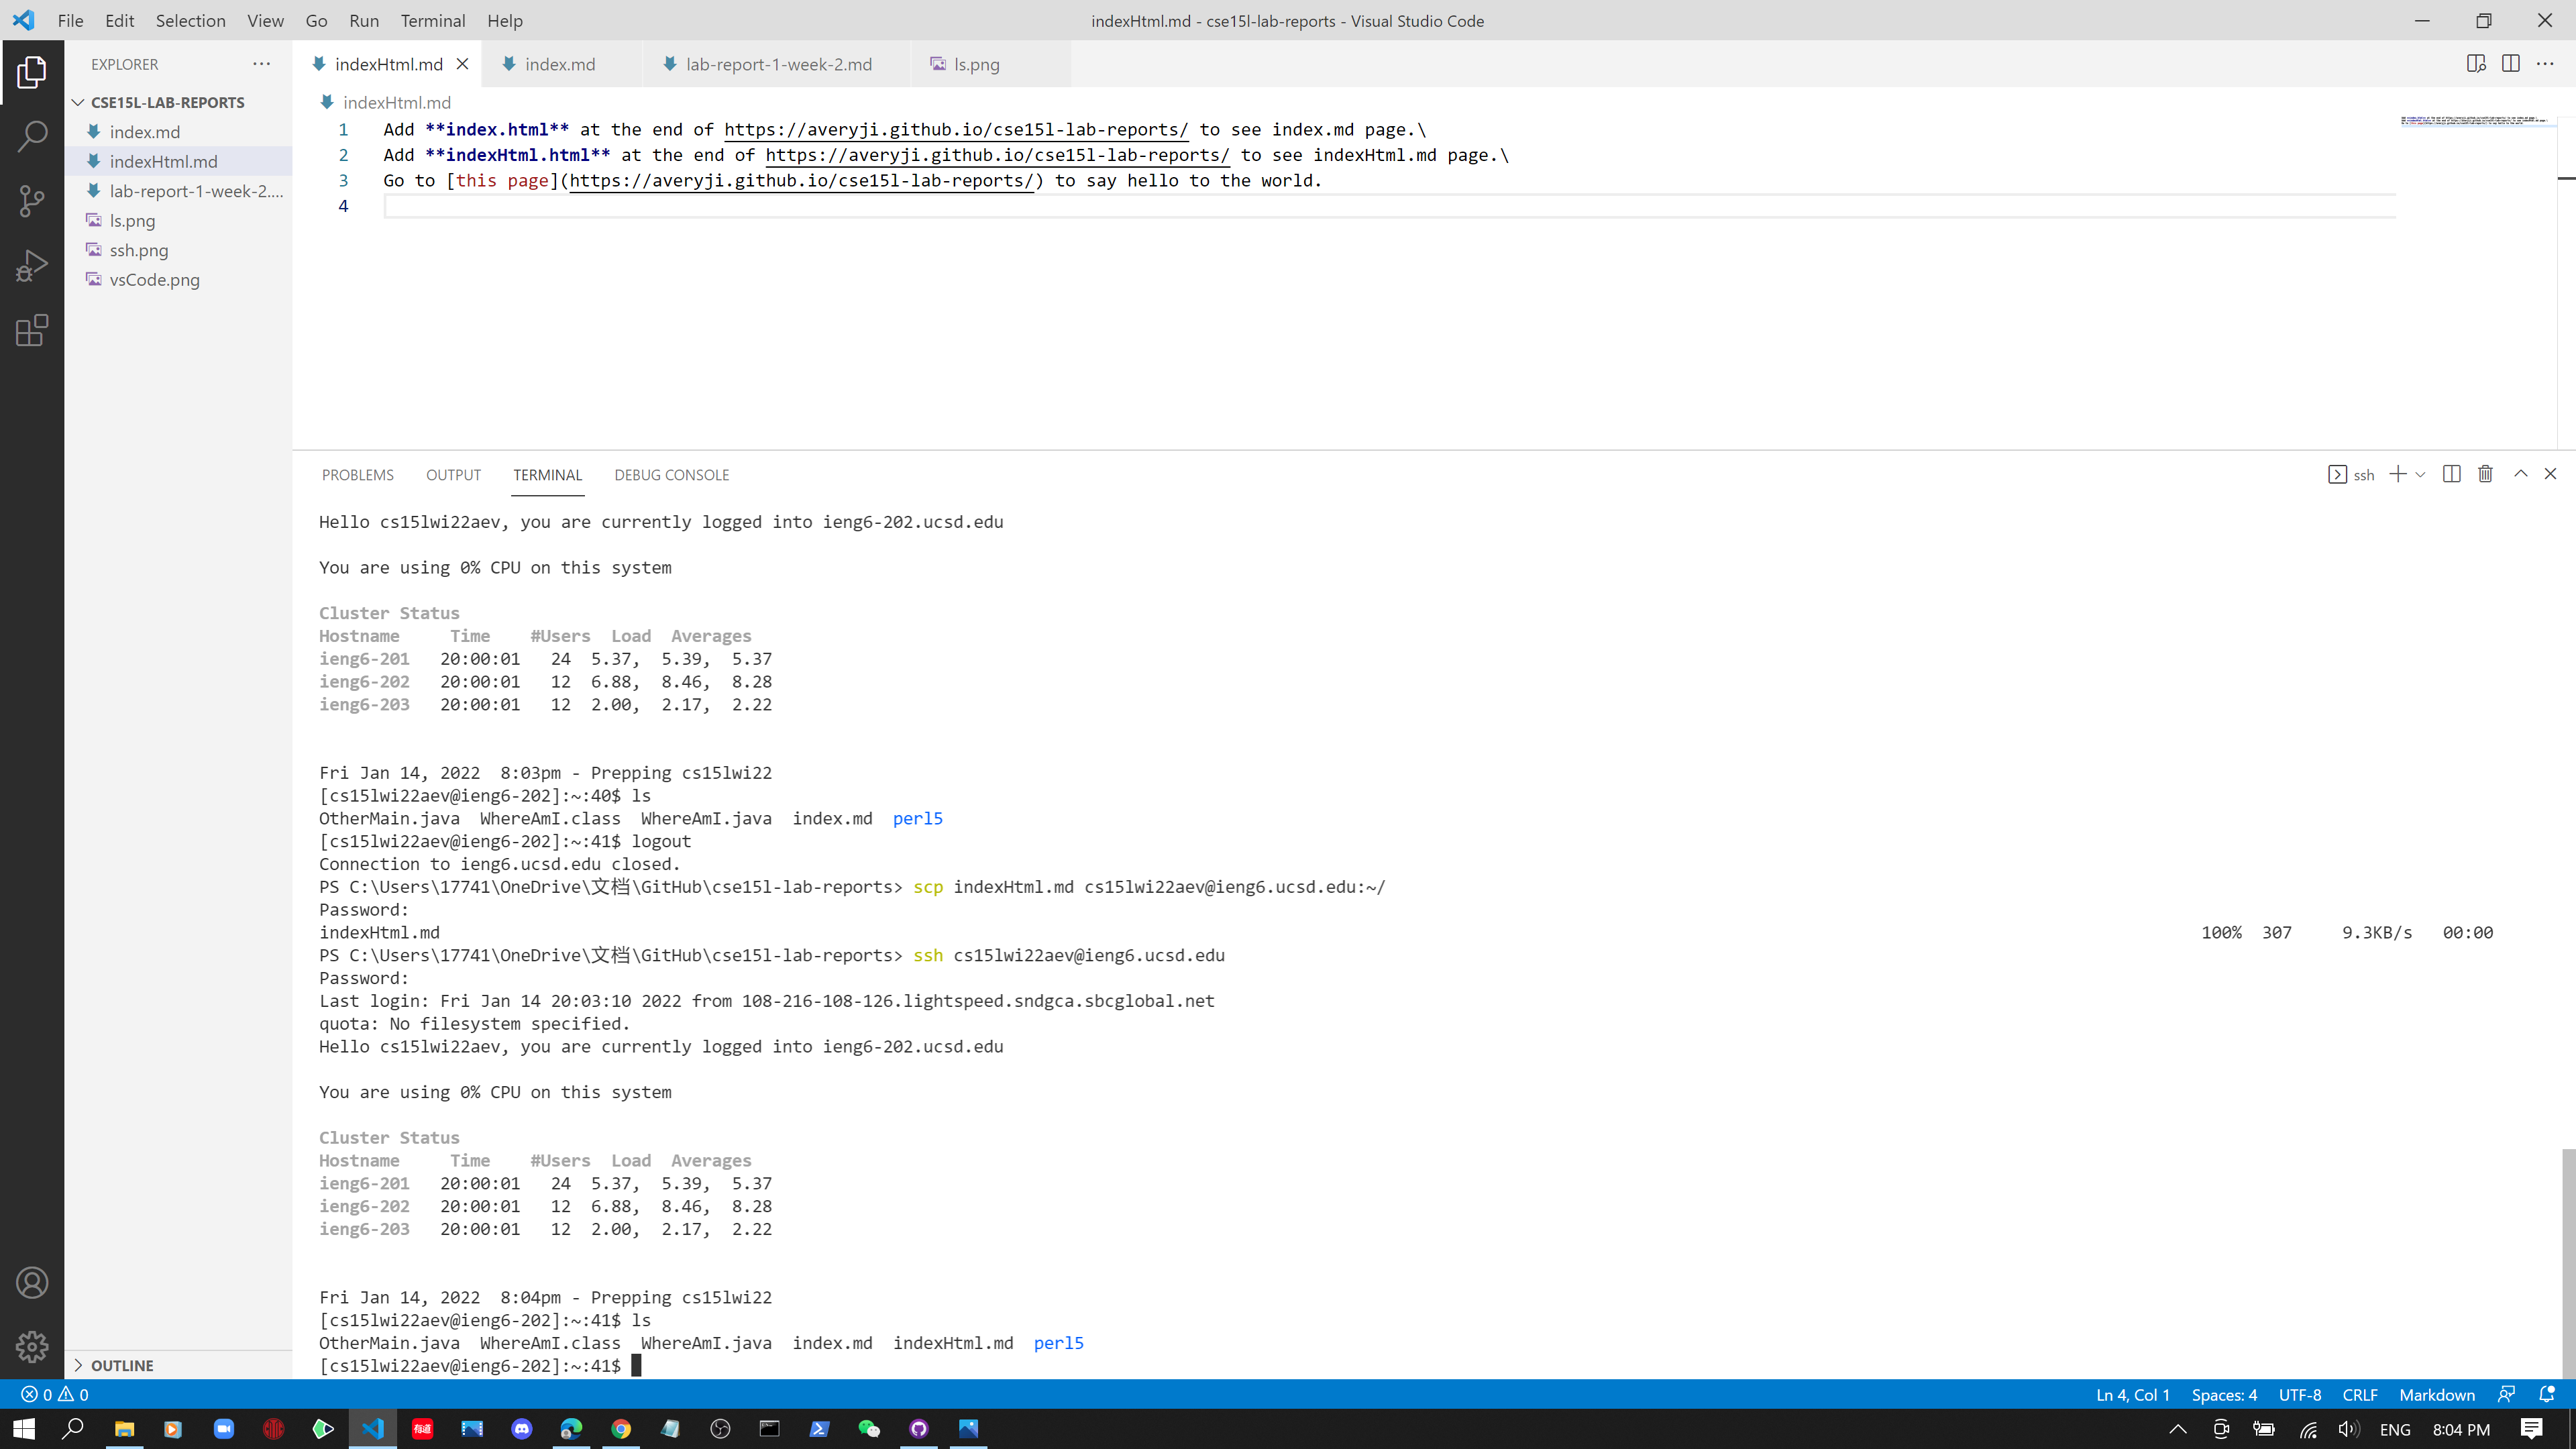 File Edit Selection View Go Run Terminal Help
indexHtml.md - cse15l-lab-reports - Visual Studio Code
EXPLORER
CSE15L-LAB-REPORTS
index.md
indexHtml.md
lab-report-1-week-2....
ls.png
ssh.png
vsCode.png
OUTLINE
indexHtml.md index.md lab-report-1-week-2.md ls.png
indexHtml.md
1 Add **index.html** at the end of https://averyji.github.io/cse15l-lab-reports/ to see index.md page.\
2 Add **indexHtml.html** at the end of https://averyji.github.io/cse15l-lab-reports/ to see indexHtml.md page.\
3 Go to [this page](https://averyji.github.io/cse15l-lab-reports/) to say hello to the world.
4
PROBLEMS OUTPUT TERMINAL DEBUG CONSOLE
ssh
Hello cs15lwi22aev, you are currently logged into ieng6-202.ucsd.edu
You are using 0% CPU on this system
Cluster Status
Hostname Time #Users Load Averages
ieng6-201 20:00:01 24 5.37, 5.39, 5.37
ieng6-202 20:00:01 12 6.88, 8.46, 8.28
ieng6-203 20:00:01 12 2.00, 2.17, 2.22
Fri Jan 14, 2022 8:03pm - Prepping cs15lwi22
[cs15lwi22aev@ieng6-202]:~:40$ ls
OtherMain.java WhereAmI.class WhereAmI.java index.md perl5
[cs15lwi22aev@ieng6-202]:~:41$ logout
Connection to ieng6.ucsd.edu closed.
PS C:\Users\17741\OneDrive\文档\GitHub\cse15l-lab-reports> scp indexHtml.md cs15lwi22aev@ieng6.ucsd.edu:~/
Password:
indexHtml.md 100% 307 9.3KB/s 00:00
PS C:\Users\17741\OneDrive\文档\GitHub\cse15l-lab-reports> ssh cs15lwi22aev@ieng6.ucsd.edu
Password:
Last login: Fri Jan 14 20:03:10 2022 from 108-216-108-126.lightspeed.sndgca.sbcglobal.net
quota: No filesystem specified.
Hello cs15lwi22aev, you are currently logged into ieng6-202.ucsd.edu
You are using 0% CPU on this system
Cluster Status
Hostname Time #Users Load Averages
ieng6-201 20:00:01 24 5.37, 5.39, 5.37
ieng6-202 20:00:01 12 6.88, 8.46, 8.28
ieng6-203 20:00:01 12 2.00, 2.17, 2.22
Fri Jan 14, 2022 8:04pm - Prepping cs15lwi22
[cs15lwi22aev@ieng6-202]:~:41$ ls
OtherMain.java WhereAmI.class WhereAmI.java index.md indexHtml.md perl5
[cs15lwi22aev@ieng6-202]:~:41$
0 0
Ln 4, Col 1 Spaces: 4 UTF-8 CRLF Markdown
有道
ENG 8:04 PM